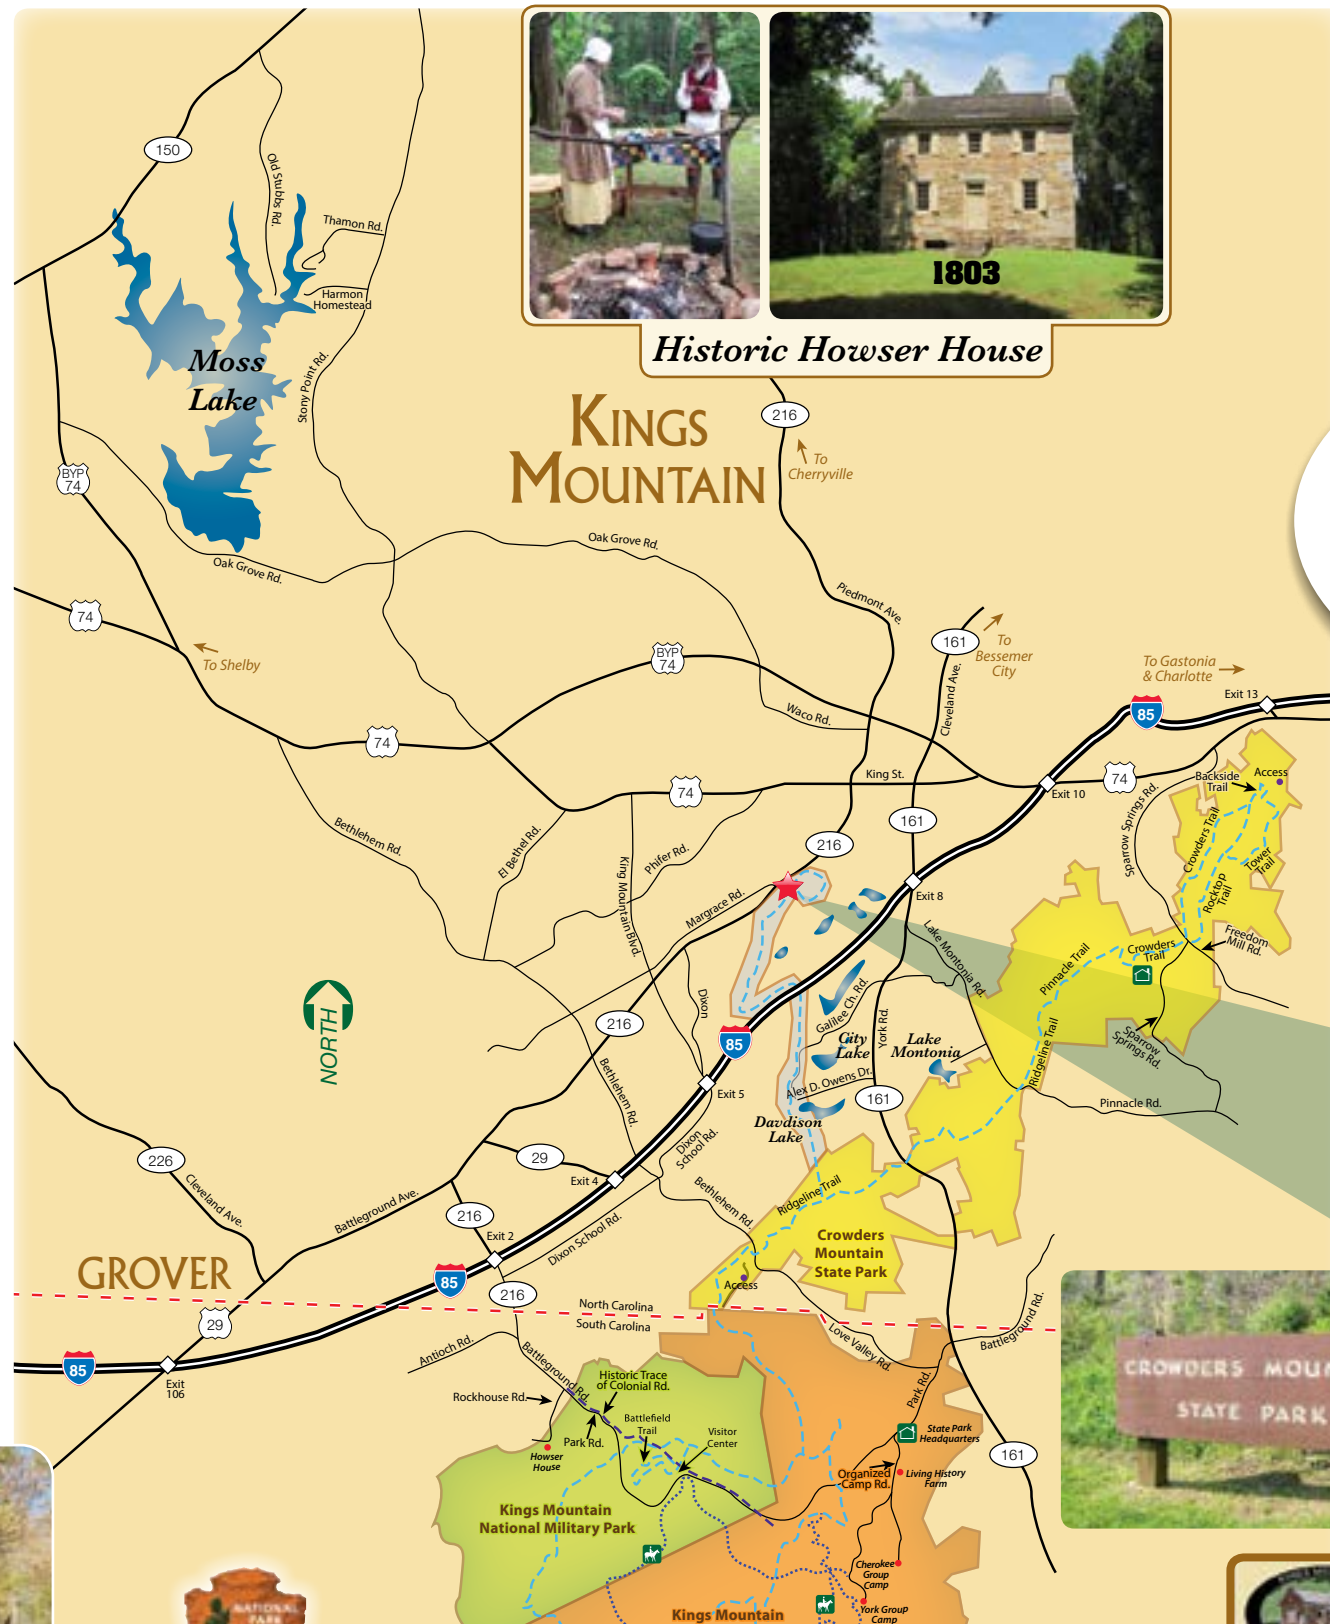 1803
Historic Howser House
150
Old Stubbs Rd.
Thamon Rd.
Harmon
Homestead
Moss
Lake
Stony Point Rd.
KINGS
MOUNTAIN
216
To
Cherryville
BYP
74
Oak Grove Rd.
Oak Grove Rd.
74
To Shelby
Piedmont Ave.
161
To
Bessemer
City
BYP
74
Cleveland Ave.
To Gastonia
& Charlotte
Exit 13
85
Waco Rd.
74
King St.
74
Exit 10
74
Backside
Trail
Access
Sparrow Springs Rd.
Crowders Trail
Tower
Trail
Rocktop
Trail
161
216
Bethlehem Rd.
El Bethel Rd.
King Mountain Blvd.
Phifer Rd.
Margrace Rd.
Exit 8
Lake Montonia Rd.
Pinnacle Trail
Crowders
Trail
Freedom
Mill Rd.
NORTH
216
Dixon
85
Galilee Ch. Rd.
York Rd.
City
Lake
Lake
Montonia
Ridgeline Trail
Sparrow
Springs Rd.
Bethlehem Rd.
Exit 5
Alex D. Owens Dr.
161
Pinnacle Rd.
Davdison
Lake
Dixon
School Rd.
226
Cleveland Ave.
29
Exit 4
Battleground Ave.
216
Exit 2
Bethlehem Rd.
Ridgeline Trail
Dixon School Rd.
Crowders
Mountain
State Park
GROVER
85
216
Access
North Carolina
South Carolina
29
Love Valley Rd.
Battleground Rd.
85
Exit
106
Antioch Rd.
Battleground Rd.
Historic Trace
of Colonial Rd.
Rockhouse Rd.
Park Rd.
Battlefield
Trail
Visitor
Center
Park Rd.
Howser
House
State Park
Headquarters
Organized
Camp Rd.
Living History
Farm
161
CROWDERS MOUN
STATE PARK
Kings Mountain
National Military Park
Cherokee
Group
Camp
York Group
Camp
Kings Mountain
NATIONAL
PARK